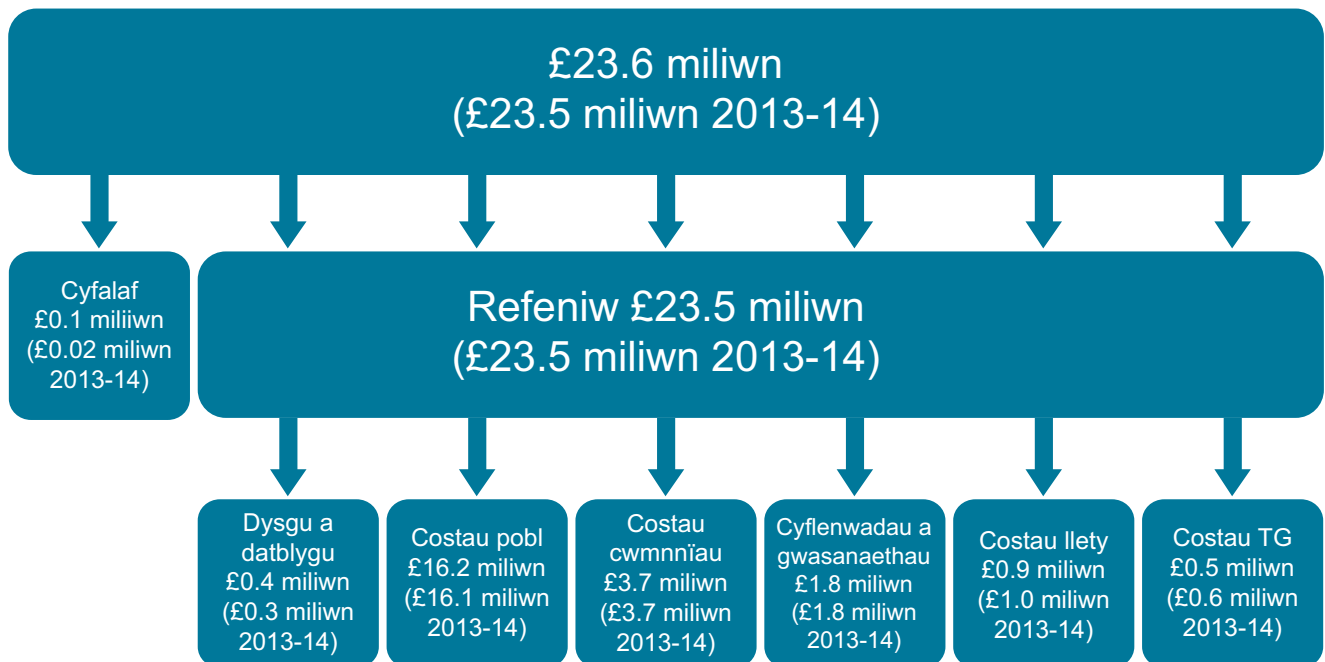 £23.6 miliwn
(£23.5 miliwn 2013-14)
Cyfalaf
£0.1 miliiwn
(£0.02 miliwn
2013-14)
Refeniw £23.5 miliwn
(£23.5 miliwn 2013-14)
Dysgu a
datblygu
£0.4 miliwn
(£0.3 miliwn
2013-14)
Costau pobl
£16.2 miliwn
(£16.1 miliwn
2013-14)
Costau
cwmnnïau
£3.7 miliwn
(£3.7 miliwn
2013-14)
Cyflenwadau a
gwasanaethau
£1.8 miliwn
(£1.8 miliwn
2013-14)
Costau llety
£0.9 miliwn
(£1.0 miliwn
2013-14)
Costau TG
£0.5 miliwn
(£0.6 miliwn
2013-14)